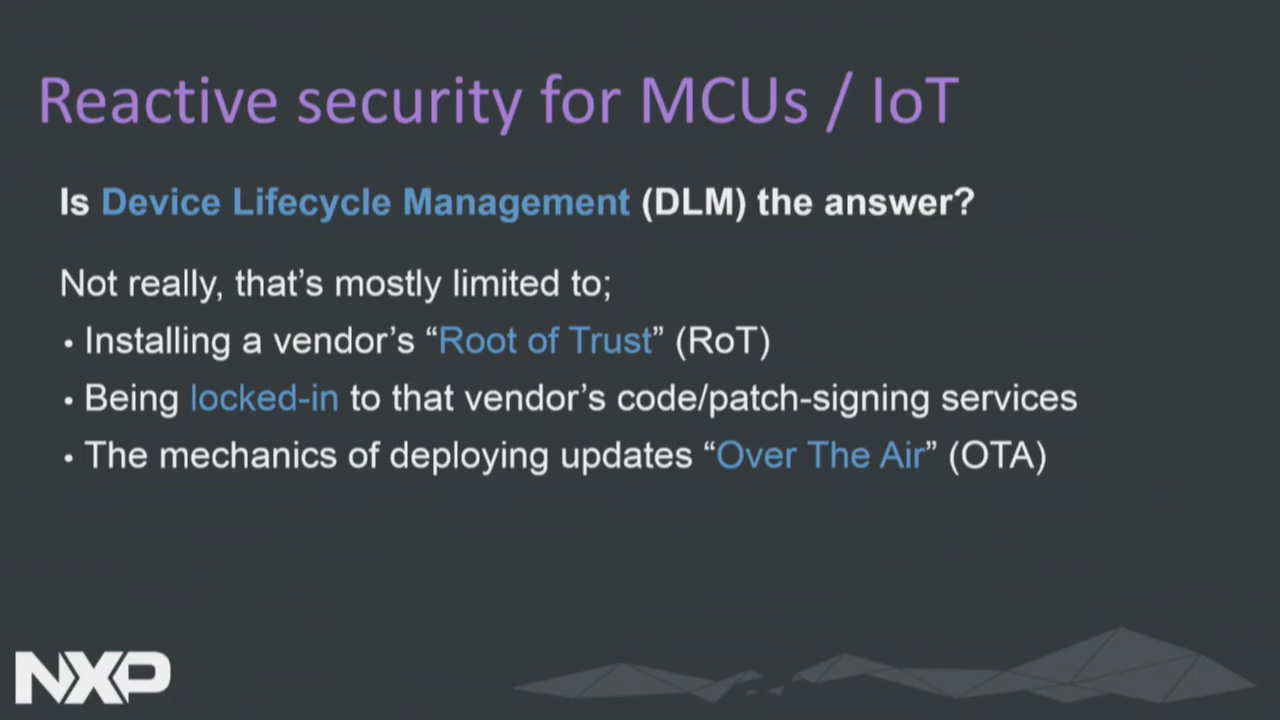 Reactive security for MCUs / IoT
Is Device Lifecycle Management (DLM) the answer?
Not really, that’s mostly limited to;
• Installing a vendor’s “Root of Trust” (RoT)
• Being locked-in to that vendor’s code/patch-signing services
• The mechanics of deploying updates “Over The Air” (OTA)
NXP